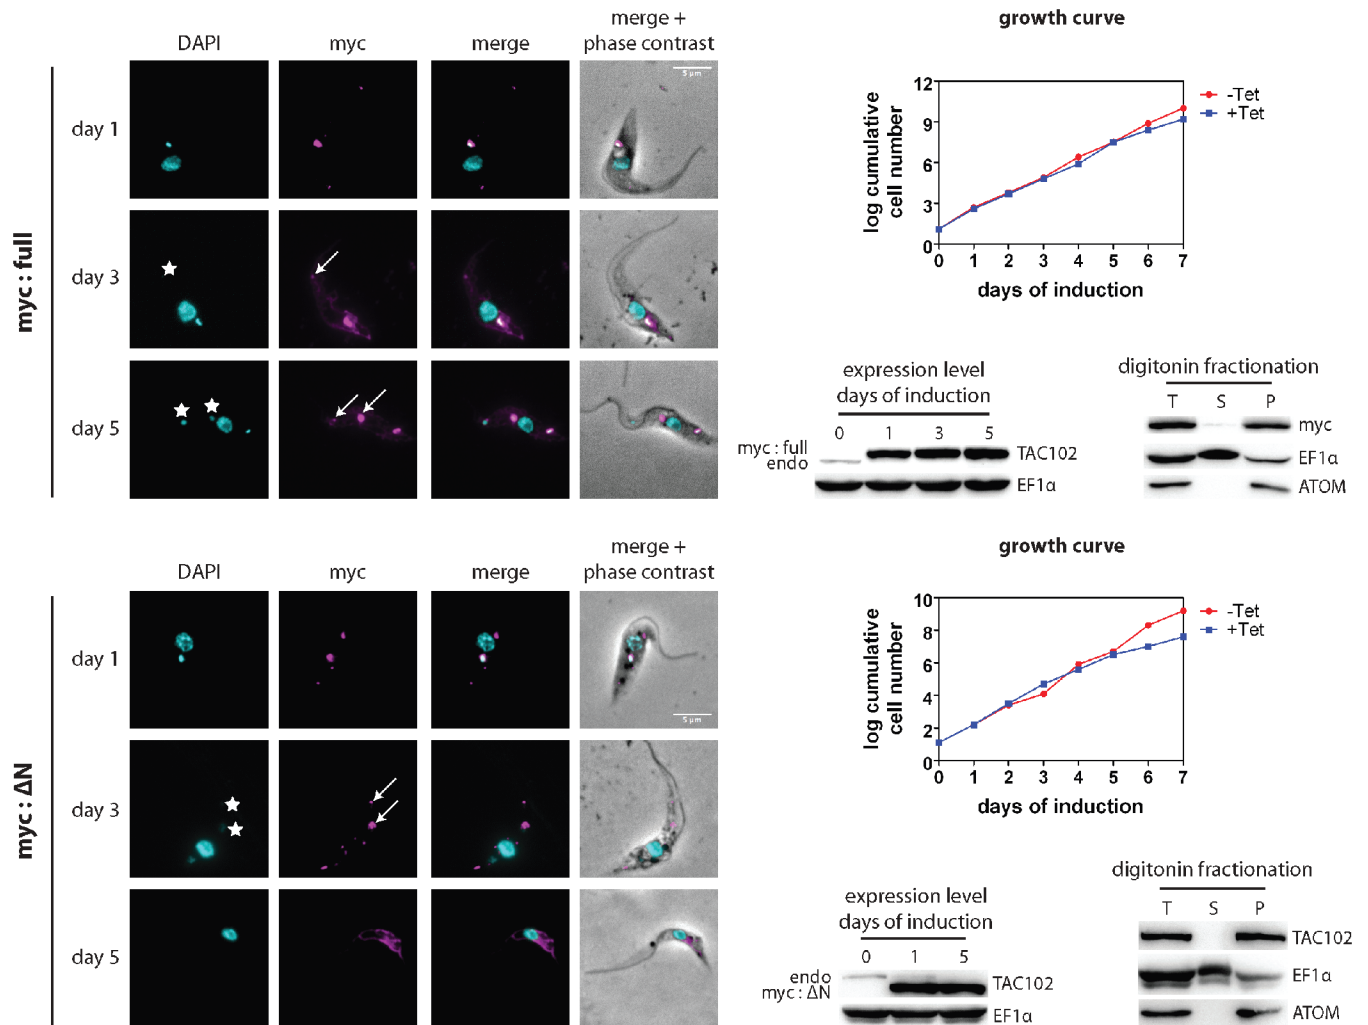 merge +
DAPI myc merge phase contrast
myc : full
day 1
5 µm
day 3
day 5
growth curve
log cumulative
cell number
12
9
6
3
0
0 1 2 3 4 5 6 7
days of induction
-Tet
+Tet
expression level
days of induction
0 1 3 5
myc : full
endo
TAC102
EF1α
digitonin fractionation
T S P
myc
EF1α
ATOM
merge +
DAPI myc merge phase contrast
myc : ΔN
day 1
5 µm
day 3
day 5
growth curve
log cumulative
cell number
10
8
6
4
2
0
0 1 2 3 4 5 6 7
days of induction
-Tet
+Tet
expression level
days of induction
0 1 5
endo
myc : ΔN
TAC102
EF1α
digitonin fractionation
T S P
TAC102
EF1α
ATOM